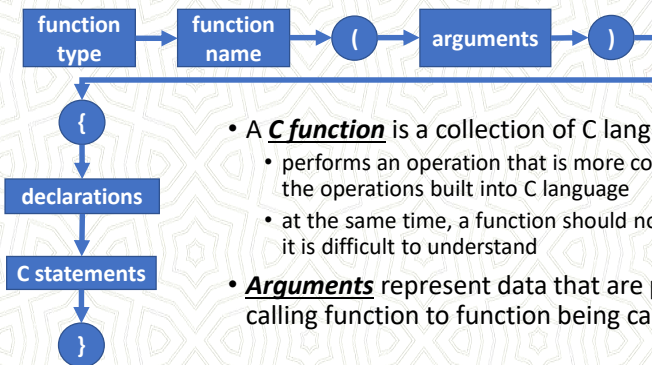 function type
function name
(
arguments
)
{
declarations
C statements
}
• A C function is a collection of C lang
• performs an operation that is more co
the operations built into C language
• at the same time, a function should no
it is difficult to understand
• Arguments represent data that are p
calling function to function being ca